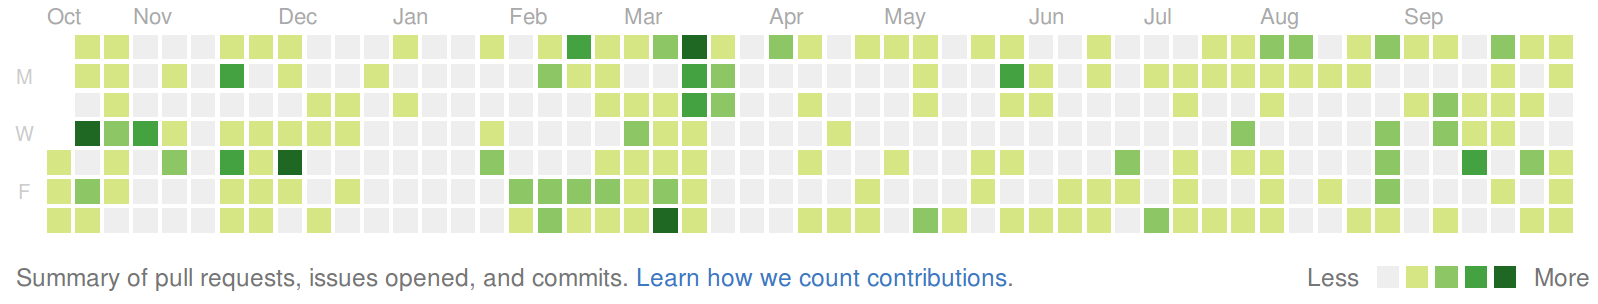 Oct Nov Dec Jan Feb Mar Apr May Jun Jul Aug Sep
M
W
F
Summary of pull requests, issues opened, and commits. Learn how we count contributions. Less More